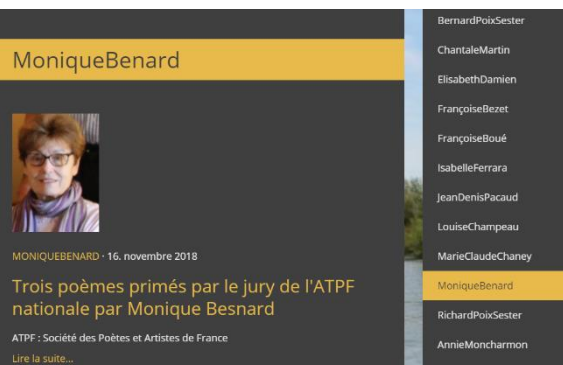 MoniqueBenard
MONIQUEBENARD · 16. novembre 2018
Trois poèmes primés par le jury de l'ATPF
nationale par Monique Besnard
ATPF : Société des Poètes et Artistes de France
Lire la suite...
BernardPoixSester
ChantaleMartin
ElisabethDamien
FrançoiseBezet
FrançoiseBoué
IsabelleFerrara
JeanDenisPacaud
LouiseChampeau
MarieClaudeChaney
MoniqueBenard
RichardPoixSester
AnnieMoncharmon